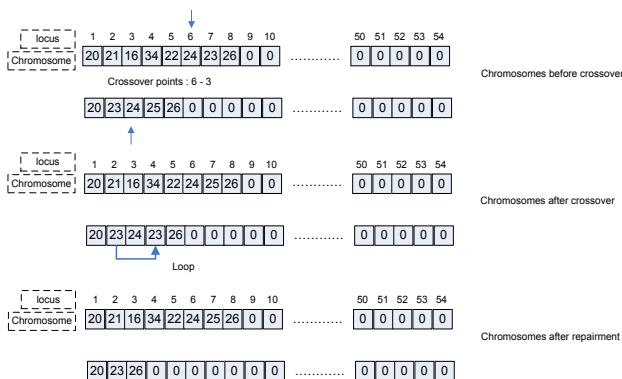 locus 1 2 3 4 5 6 7 8 9 10 50 51 52 53 54
Chromosome 20 21 16 34 22 24 23 26 0 0 ............ 0 0 0 0 0
Chromosomes before crossover
Crossover points : 6 - 3
20 23 24 25 26 0 0 0 0 0 ............ 0 0 0 0 0
locus 1 2 3 4 5 6 7 8 9 10 50 51 52 53 54
Chromosome 20 21 16 34 22 24 25 26 0 0 ............ 0 0 0 0 0
Chromosomes after crossover
20 23 24 23 26 0 0 0 0 0 ............ 0 0 0 0 0
Loop
locus 1 2 3 4 5 6 7 8 9 10 50 51 52 53 54
Chromosome 20 21 16 34 22 24 25 26 0 0 ............ 0 0 0 0 0
Chromosomes after repairment
20 23 26 0 0 0 0 0 0 0 ............ 0 0 0 0 0